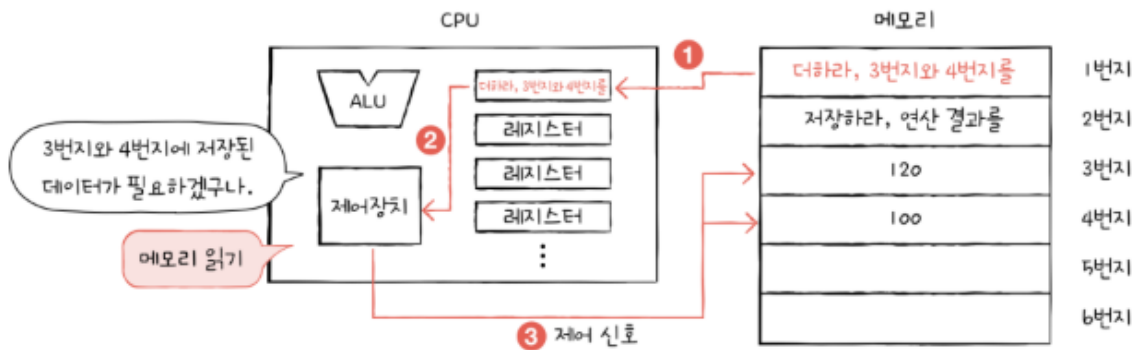 CPU
메모리
ALU
더하라, 3번지와 4번지를
레지스터
레지스터
레지스터
⋮
제어장치
3번지와 4번지에 저장된
데이터가 필요하겠구나.
메모리 읽기
1
2
3 제어 신호
더하라, 3번지와 4번지를 1번지
저장하라, 연산 결과를 2번지
120 3번지
100 4번지
5번지
6번지